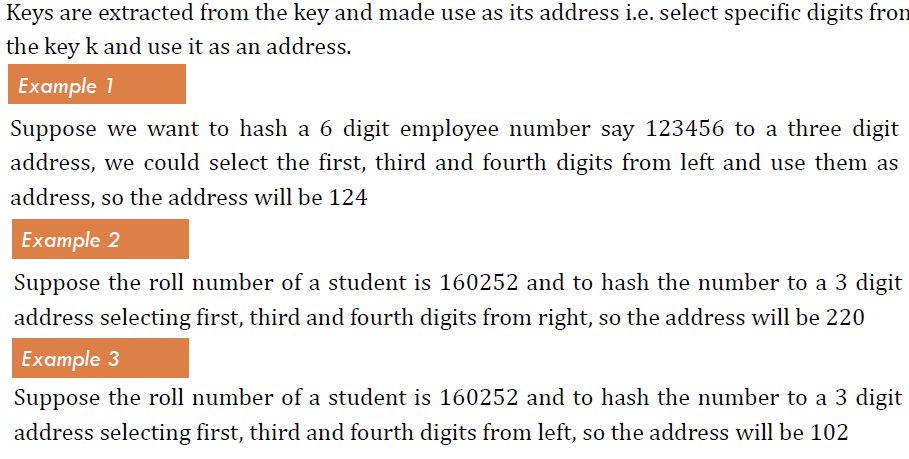 Keys are extracted from the key and made use as its address i.e. select specific digits from
the key k and use it as an address.
Example 1
Suppose we want to hash a 6 digit employee number say 123456 to a three digit
address, we could select the first, third and fourth digits from left and use them as
address, so the address will be 124
Example 2
Suppose the roll number of a student is 160252 and to hash the number to a 3 digit
address selecting first, third and fourth digits from right, so the address will be 220
Example 3
Suppose the roll number of a student is 160252 and to hash the number to a 3 digit
address selecting first, third and fourth digits from left, so the address will be 102